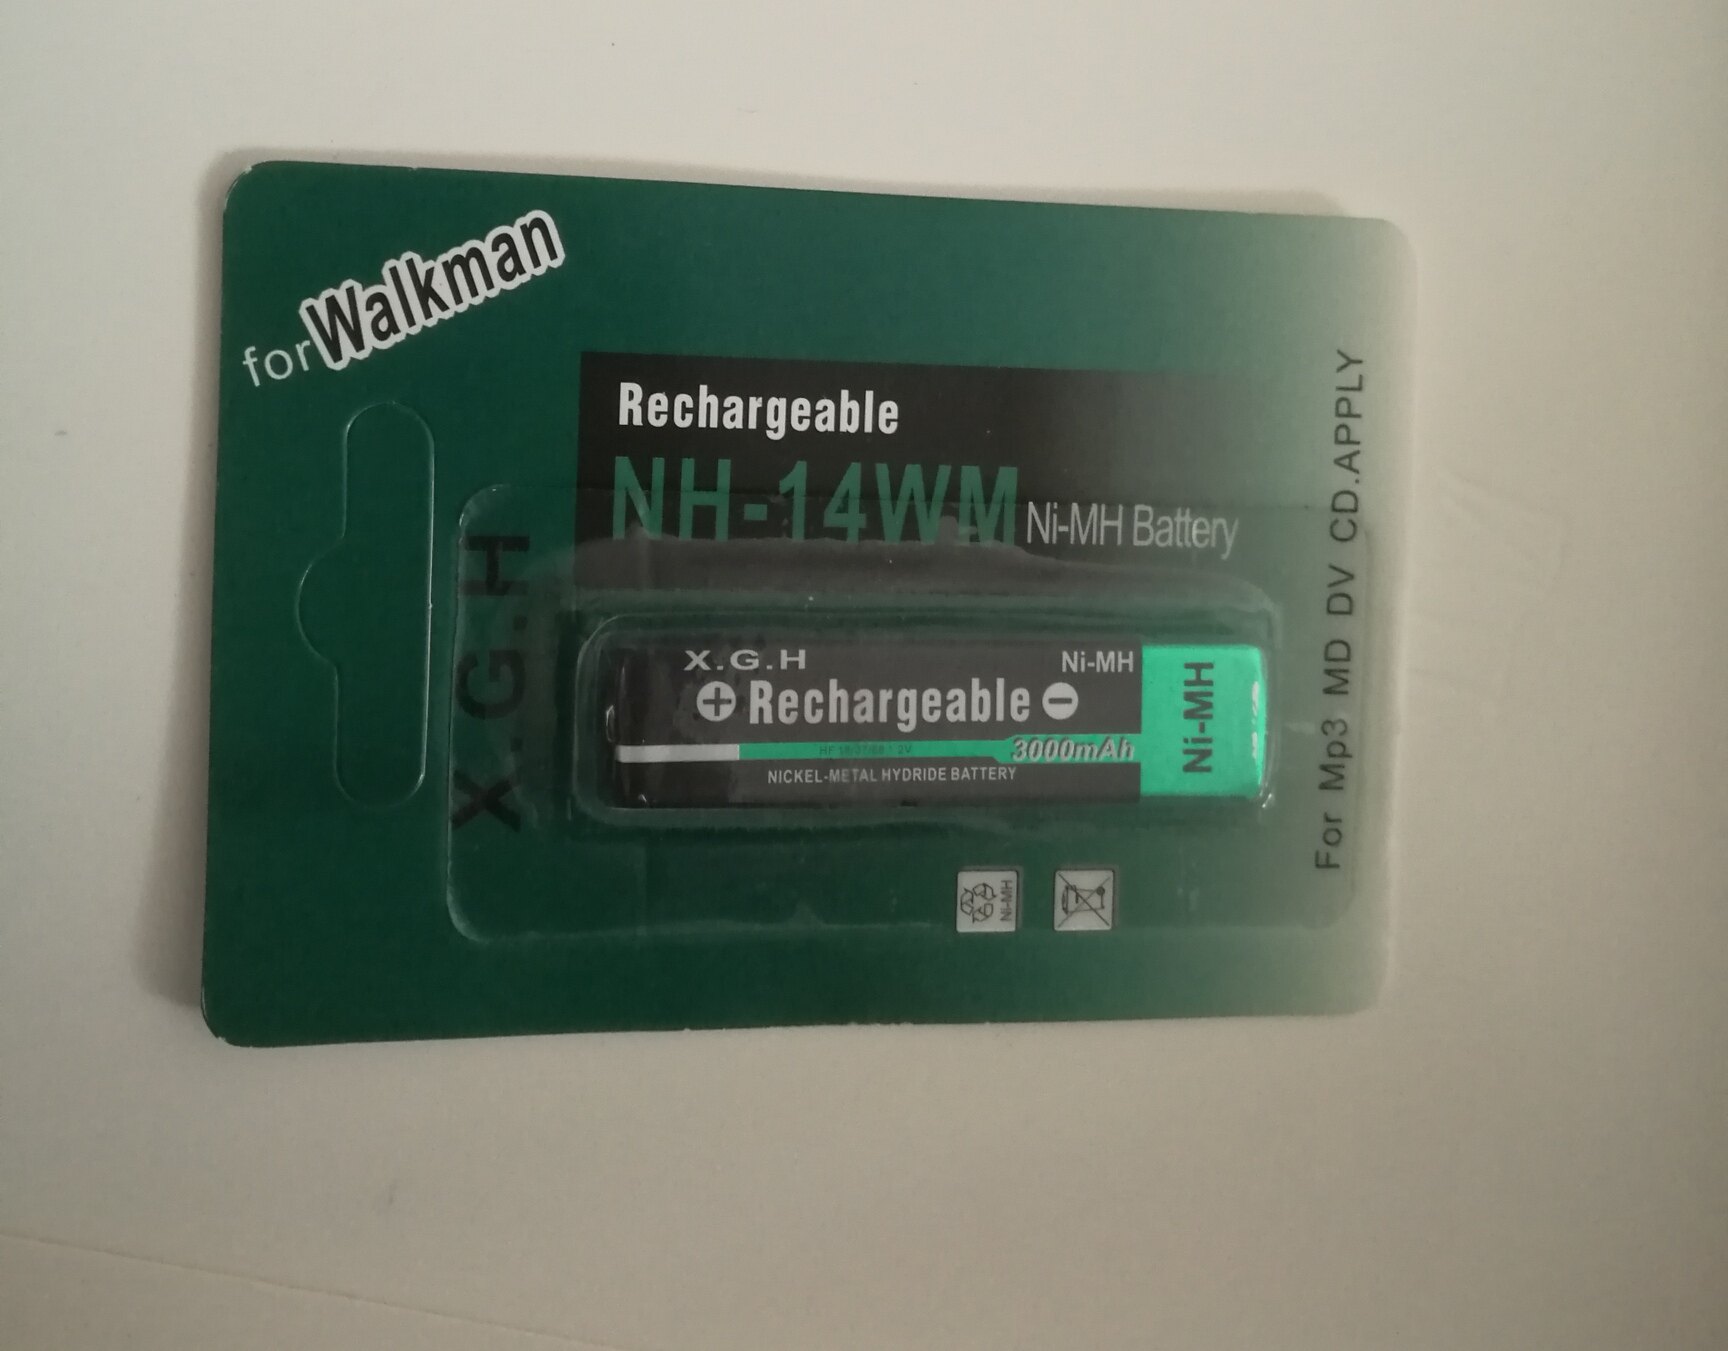 for Walkman
Rechargeable
NH-14WM Ni-MH Battery
X.G.H
X.G.H
Ni-MH
+ Rechargeable −
3000mAh
NICKEL-METAL HYDRIDE BATTERY
Ni-MH
Ni-MH
For Mp3 MD DV CD.APPLY